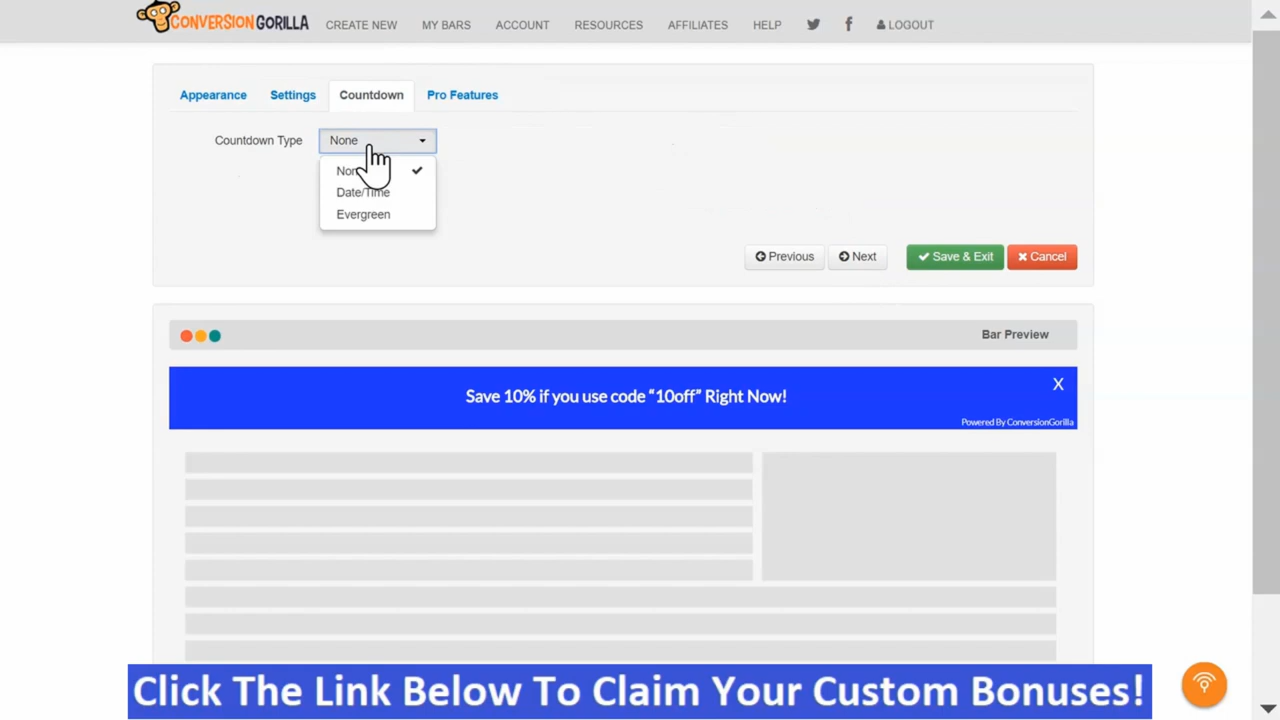 CONVERSIONGORILLA CREATE NEW MY BARS ACCOUNT RESOURCES AFFILIATES HELP LOGOUT
Appearance Settings Countdown Pro Features
Countdown Type None
Date/Time
Evergreen
Previous Next Save & Exit Cancel
Bar Preview
X
Save 10% if you use code “10off” Right Now!
Powered By ConversionGorilla
Click The Link Below To Claim Your Custom Bonuses!